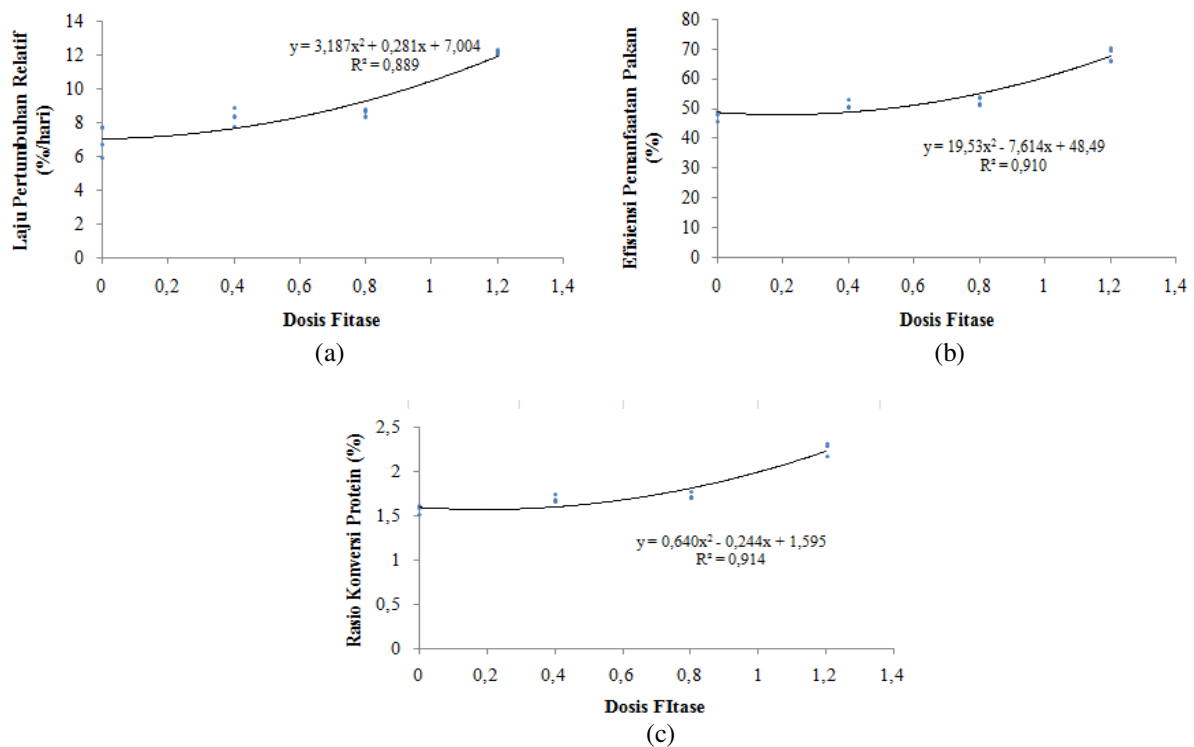 Laju Pertumbuhan Relatif
(%/hari)
14
12
10
8
6
4
2
0
y = 3,187x² + 0,281x + 7,004
R² = 0,889
0 0,2 0,4 0,6 0,8 1 1,2 1,4
Dosis Fitase
(a)
Efisiensi Pemanfaatan Pakan
(%)
80
70
60
50
40
30
20
10
0
y = 19,53x² - 7,614x + 48,49
R² = 0,910
0 0,2 0,4 0,6 0,8 1 1,2 1,4
Dosis Fitase
(b)
Rasio Konversi Protein (%)
2,5
2
1,5
1
0,5
0
y = 0,640x² - 0,244x + 1,595
R² = 0,914
0 0,2 0,4 0,6 0,8 1 1,2 1,4
Dosis FItase
(c)